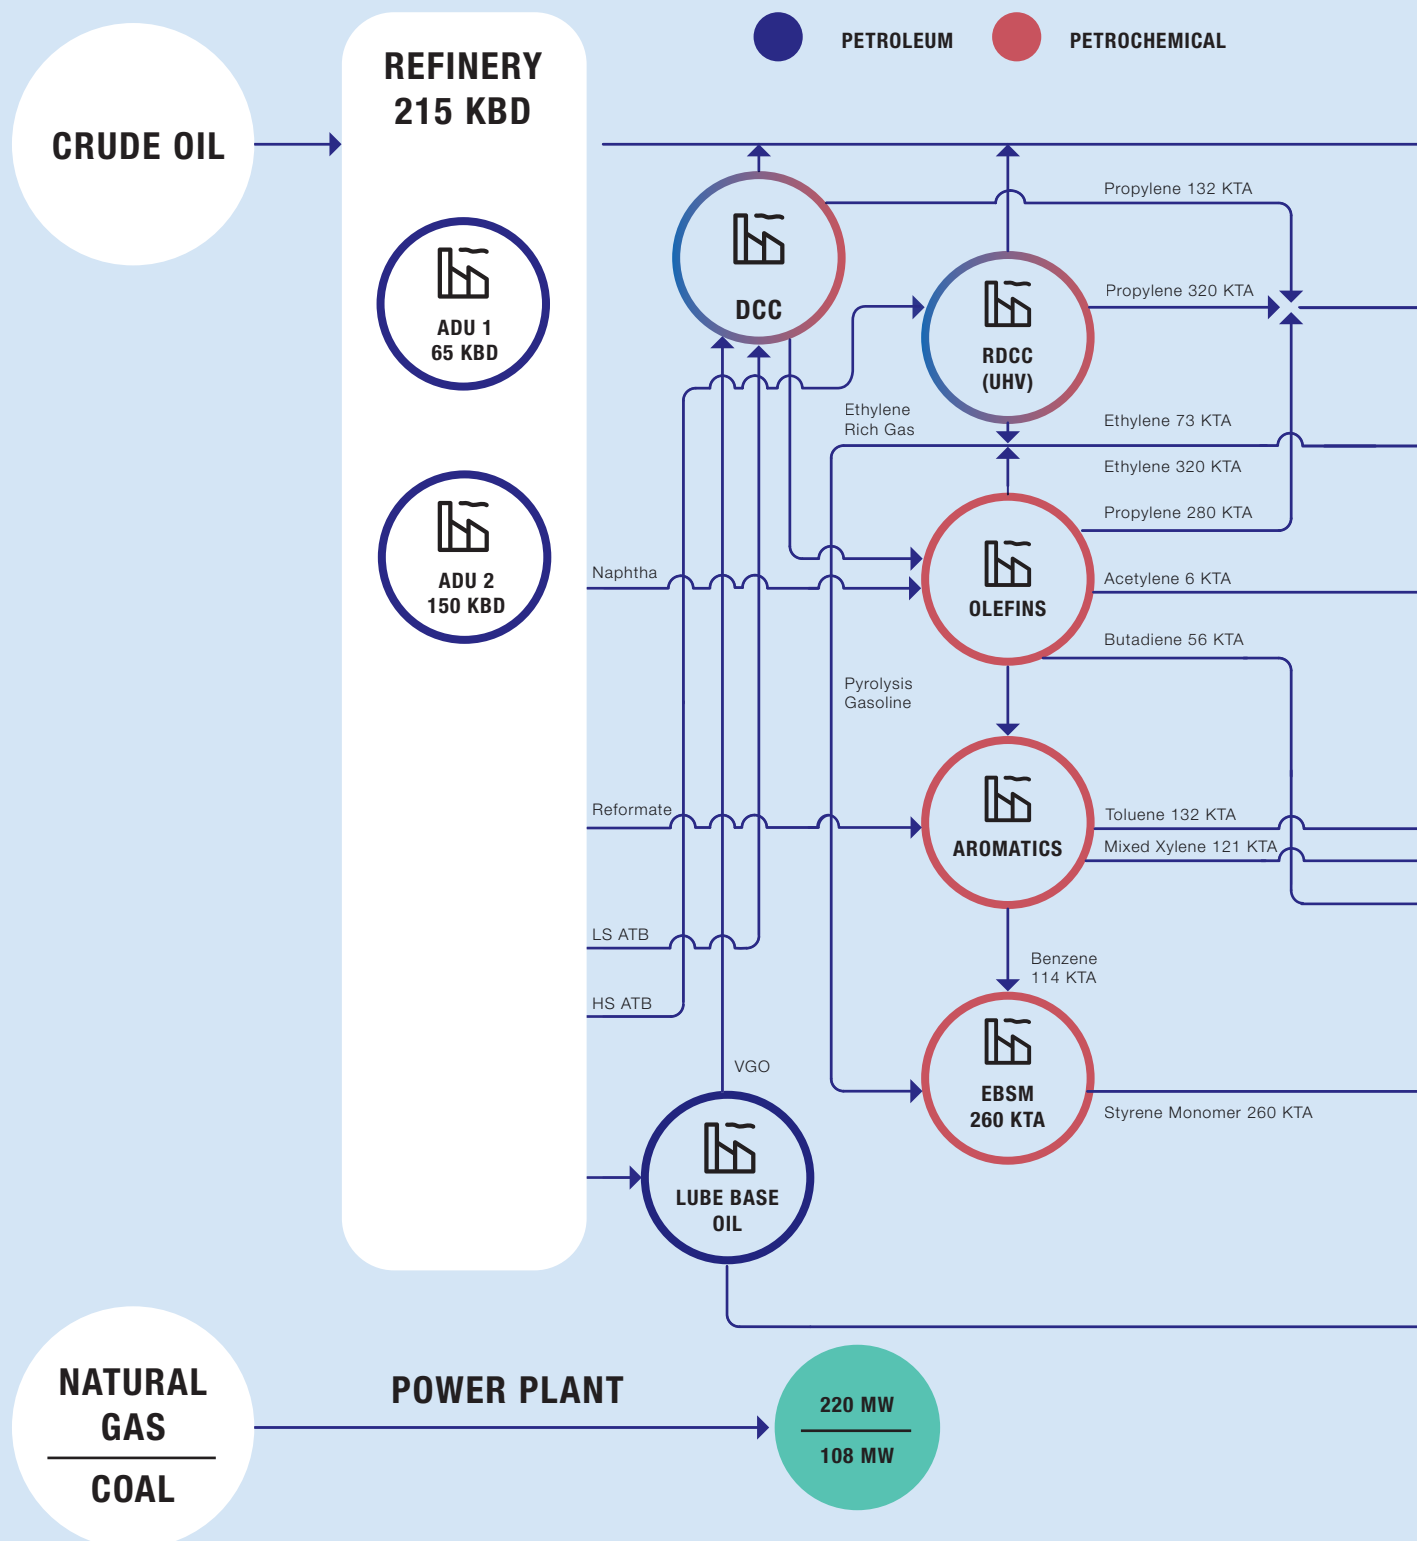 PETROLEUM
PETROCHEMICAL
CRUDE OIL
REFINERY
215 KBD
ADU 1
65 KBD
ADU 2
150 KBD
DCC
Propylene 132 KTA
RDCC
(UHV)
Propylene 320 KTA
Ethylene
Rich Gas
Ethylene 73 KTA
Ethylene 320 KTA
Propylene 280 KTA
Naphtha
OLEFINS
Acetylene 6 KTA
Butadiene 56 KTA
Pyrolysis
Gasoline
Reformate
AROMATICS
Toluene 132 KTA
Mixed Xylene 121 KTA
LS ATB
Benzene
114 KTA
HS ATB
VGO
EBSM
260 KTA
Styrene Monomer 260 KTA
LUBE BASE
OIL
NATURAL
GAS
COAL
POWER PLANT
220 MW
108 MW